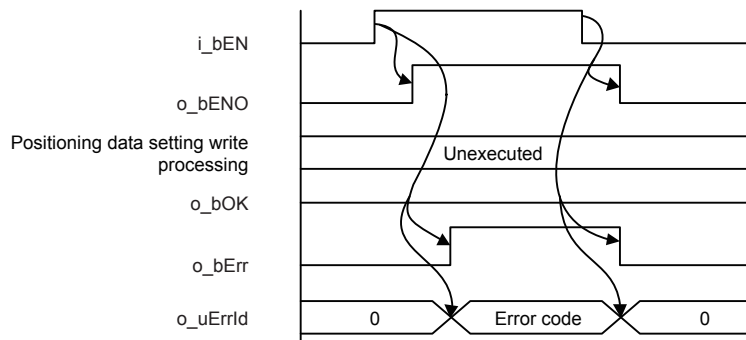 i_bEN
o_bENO
Positioning data setting write
processing
Unexecuted
o_bOK
o_bErr
o_uErrId
0
Error code
0